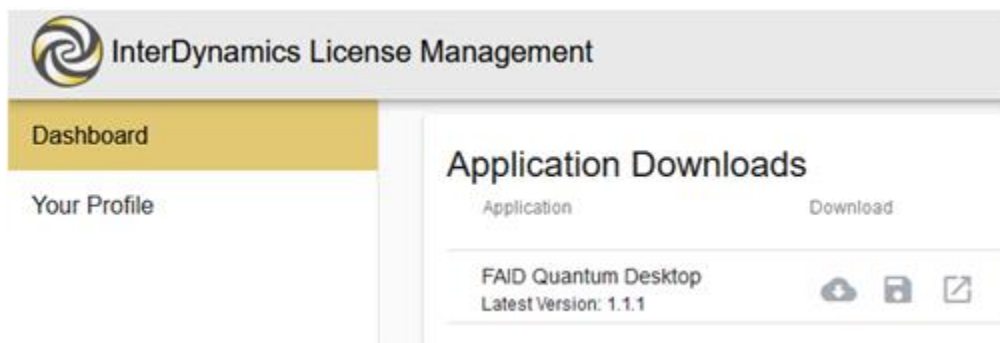 InterDynamics License Management
Dashboard
Your Profile
Application Downloads
Application Download
FAID Quantum Desktop
Latest Version: 1.1.1